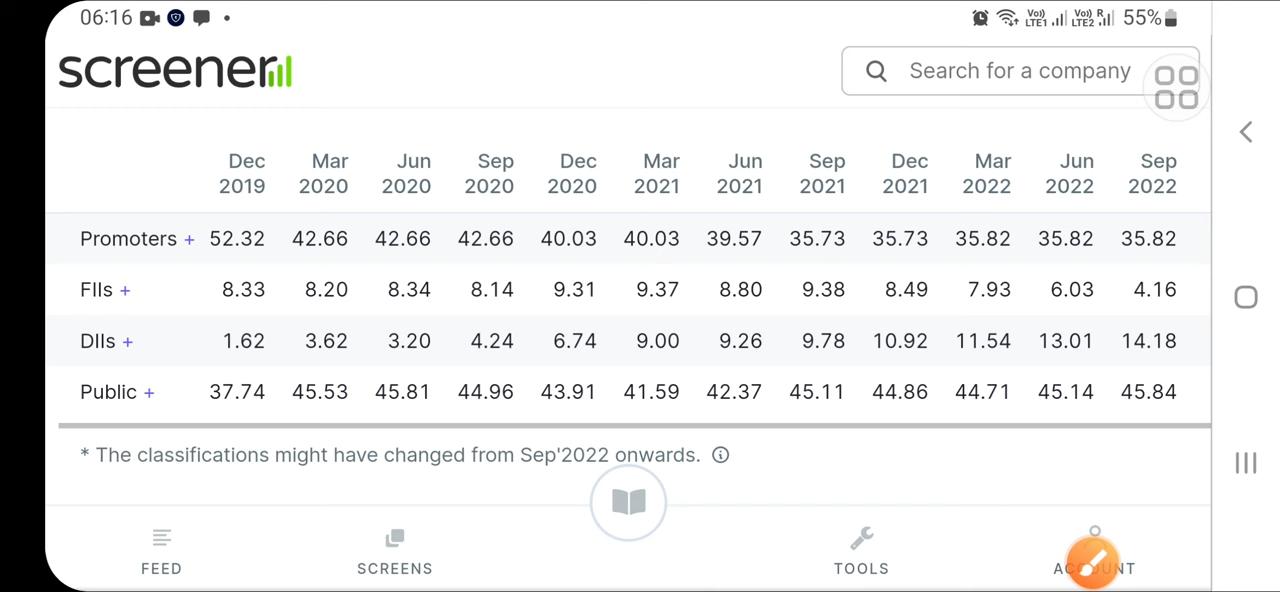 06:16 Vo) LTE1 Vo) R LTE2 55%
screener
Search for a company
Dec Mar Jun Sep Dec Mar Jun Sep Dec Mar Jun Sep
2019 2020 2020 2020 2020 2021 2021 2021 2021 2022 2022 2022
Promoters + 52.32 42.66 42.66 42.66 40.03 40.03 39.57 35.73 35.73 35.82 35.82 35.82
FIIs + 8.33 8.20 8.34 8.14 9.31 9.37 8.80 9.38 8.49 7.93 6.03 4.16
DIIs + 1.62 3.62 3.20 4.24 6.74 9.00 9.26 9.78 10.92 11.54 13.01 14.18
Public + 37.74 45.53 45.81 44.96 43.91 41.59 42.37 45.11 44.86 44.71 45.14 45.84
* The classifications might have changed from Sep'2022 onwards.
FEED SCREENS TOOLS ACCOUNT